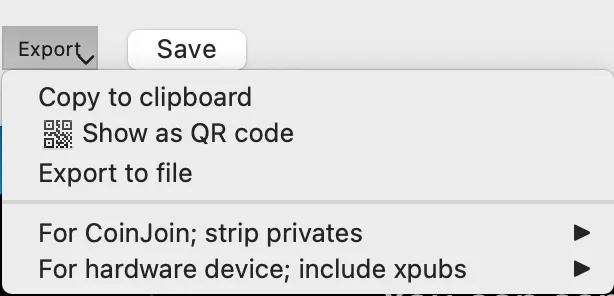 Export
Save
Copy to clipboard
Show as QR code
Export to file
For CoinJoin; strip privates
For hardware device; include xpubs